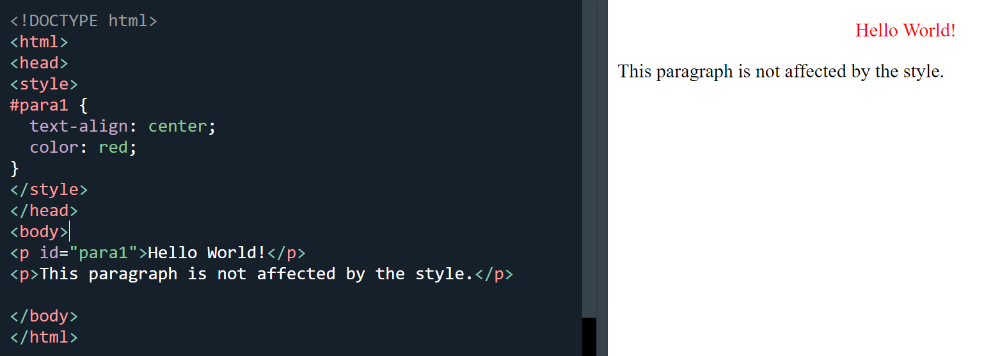 <!DOCTYPE html>
<html>
<head>
<style>
#para1 {
  text-align: center;
  color: red;
}
</style>
</head>
<body>
<p id="para1">Hello World!</p>
<p>This paragraph is not affected by the style.</p>
</body>
</html>
Hello World!
This paragraph is not affected by the style.